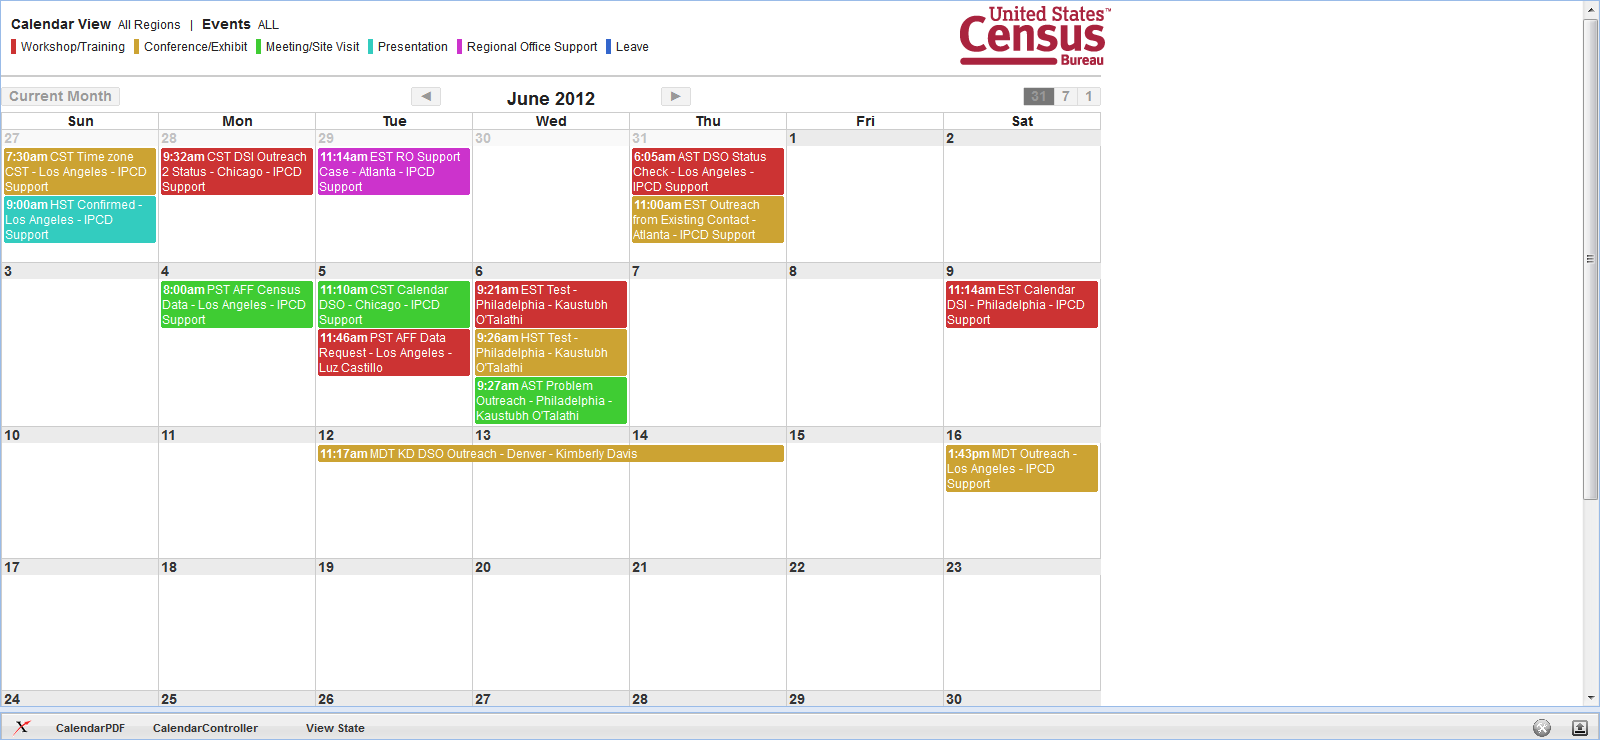 Calendar View All Regions | Events ALL
Workshop/Training Conference/Exhibit Meeting/Site Visit Presentation Regional Office Support Leave
United States™
Census
Bureau
Current Month ◄ June 2012 ► 31 7 1
Sun Mon Tue Wed Thu Fri Sat
27 28 29 30 31 1 2
7:30am CST Time zone
CST - Los Angeles - IPCD
Support
9:00am HST Confirmed -
Los Angeles - IPCD
Support
9:32am CST DSI Outreach
2 Status - Chicago - IPCD
Support
11:14am EST RO Support
Case - Atlanta - IPCD
Support
6:05am AST DSO Status
Check - Los Angeles -
IPCD Support
11:00am EST Outreach
from Existing Contact -
Atlanta - IPCD Support
3 4 5 6 7 8 9
8:00am PST AFF Census
Data - Los Angeles - IPCD
Support
11:10am CST Calendar
DSO - Chicago - IPCD
Support
11:46am PST AFF Data
Request - Los Angeles -
Luz Castillo
9:21am EST Test -
Philadelphia - Kaustubh
O'Talathi
9:26am HST Test -
Philadelphia - Kaustubh
O'Talathi
9:27am AST Problem
Outreach - Philadelphia -
Kaustubh O'Talathi
11:14am EST Calendar
DSI - Philadelphia - IPCD
Support
10 11 12 13 14 15 16
11:17am MDT KD DSO Outreach - Denver - Kimberly Davis
1:43pm MDT Outreach -
Los Angeles - IPCD
Support
17 18 19 20 21 22 23
24 25 26 27 28 29 30
CalendarPDF CalendarController View State